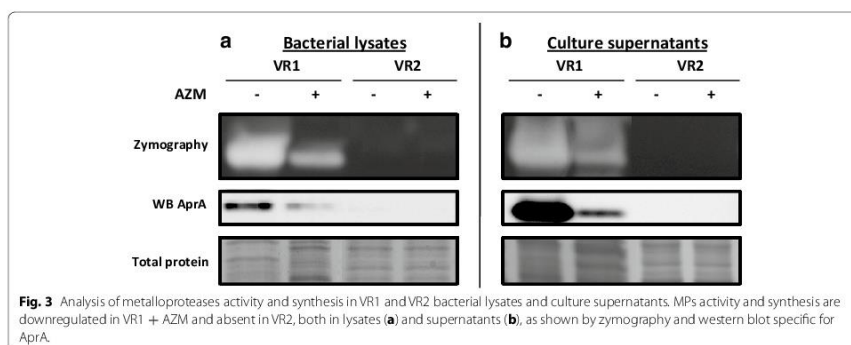 a Bacterial lysates b Culture supernatants
VR1 VR2 VR1 VR2
AZM - + - + - + - +
Zymography
WB AprA
Total protein
Fig. 3 Analysis of metalloproteases activity and synthesis in VR1 and VR2 bacterial lysates and culture supernatants. MPs activity and synthesis are
downregulated in VR1 + AZM and absent in VR2, both in lysates (a) and supernatants (b), as shown by zymography and western blot specific for
AprA.